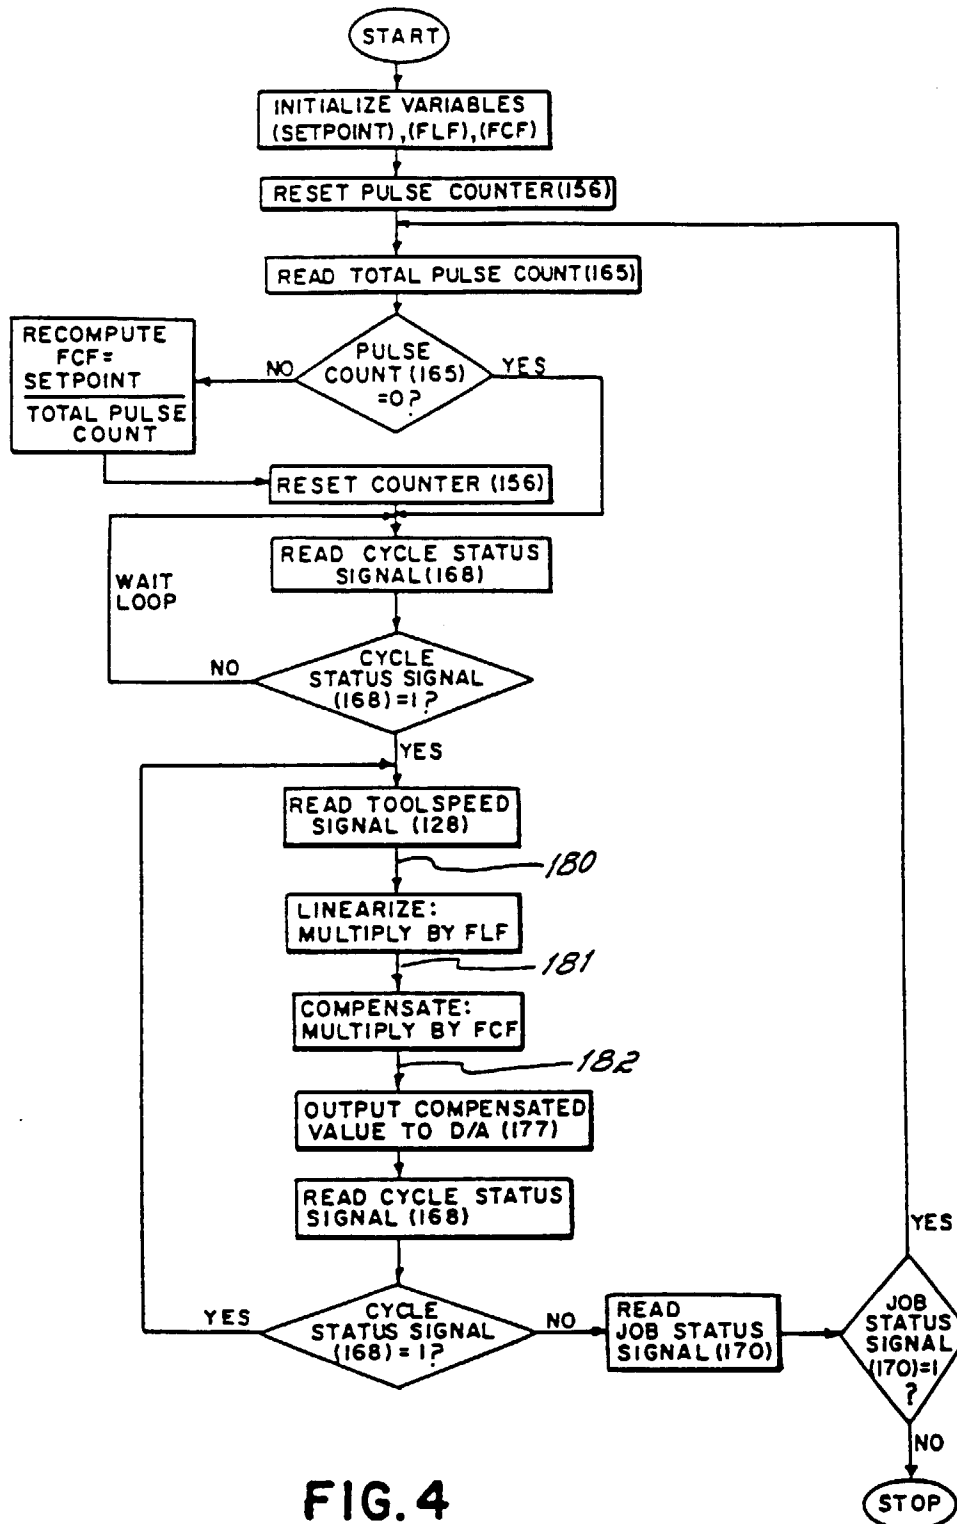 START
INITIALIZE VARIABLES
(SETPOINT),(FLF),(FCF)
RESET PULSE COUNTER(156)
READ TOTAL PULSE COUNT(165)
PULSE
COUNT (165)
=0?
NO
YES
RECOMPUTE
FCF=
SETPOINT
TOTAL PULSE
COUNT
RESET COUNTER (156)
READ CYCLE STATUS
SIGNAL(168)
WAIT
LOOP
CYCLE
STATUS SIGNAL
(168)=1?
NO
YES
READ TOOLSPEED
SIGNAL (128)
180
LINEARIZE:
MULTIPLY BY FLF
181
COMPENSATE:
MULTIPLY BY FCF
182
OUTPUT COMPENSATED
VALUE TO D/A (177)
READ CYCLE STATUS
SIGNAL (168)
CYCLE
STATUS SIGNAL
(168)=1?
YES
NO
READ
JOB STATUS
SIGNAL(170)
JOB
STATUS
SIGNAL
(170)=1
?
YES
NO
STOP
FIG. 4